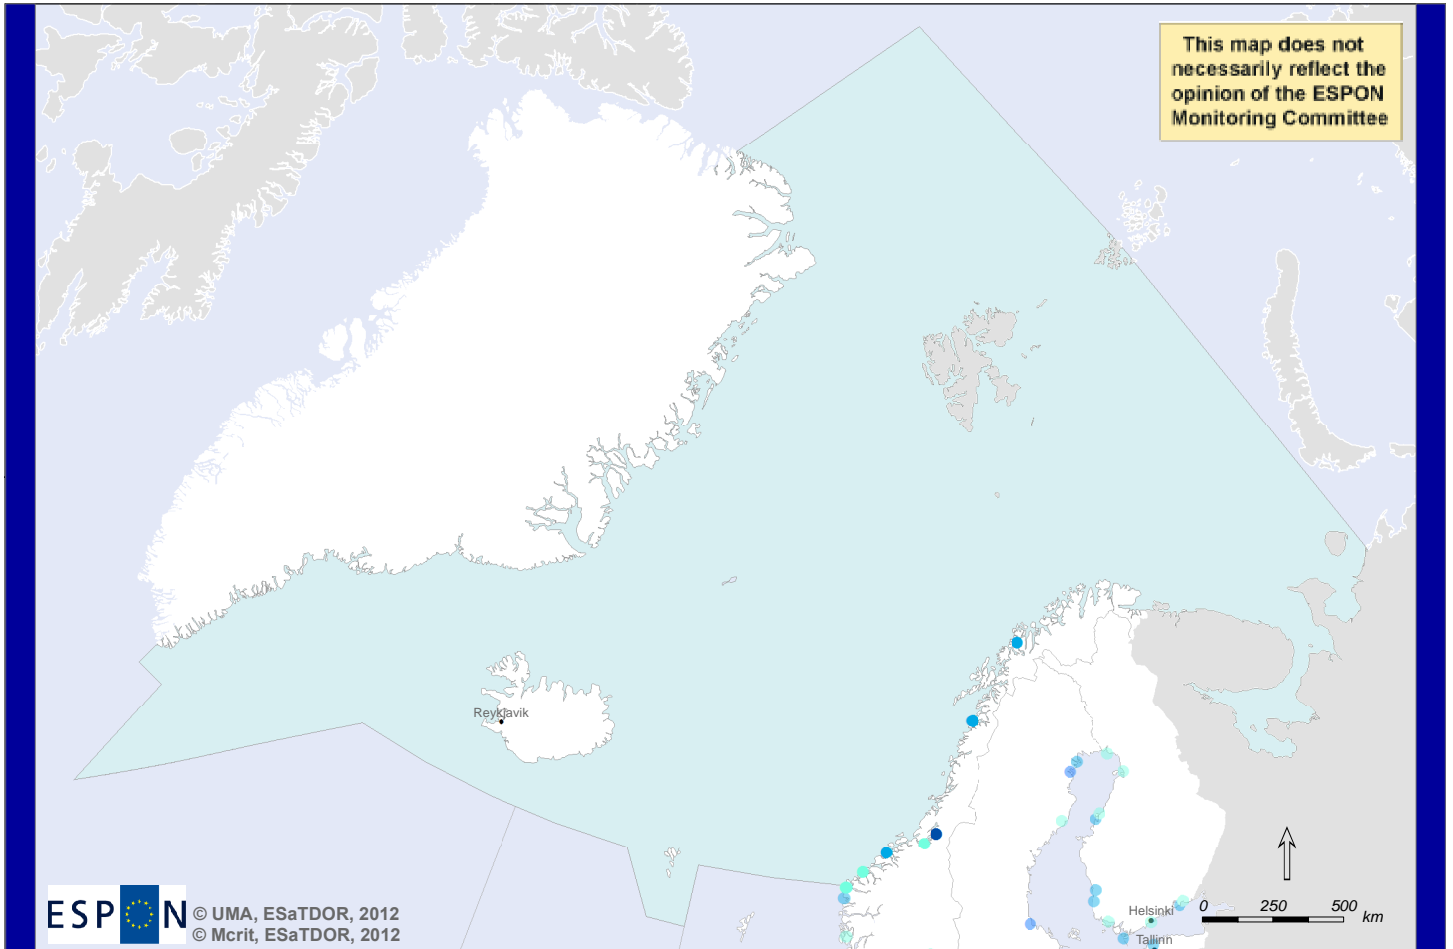 This map does not
necessarily reflect the
opinion of the ESPON
Monitoring Committee
Reykjavik
Helsinki
Tallinn
0 250 500
km
ESPON
© UMA, ESaTDOR, 2012
© Mcrit, ESaTDOR, 2012